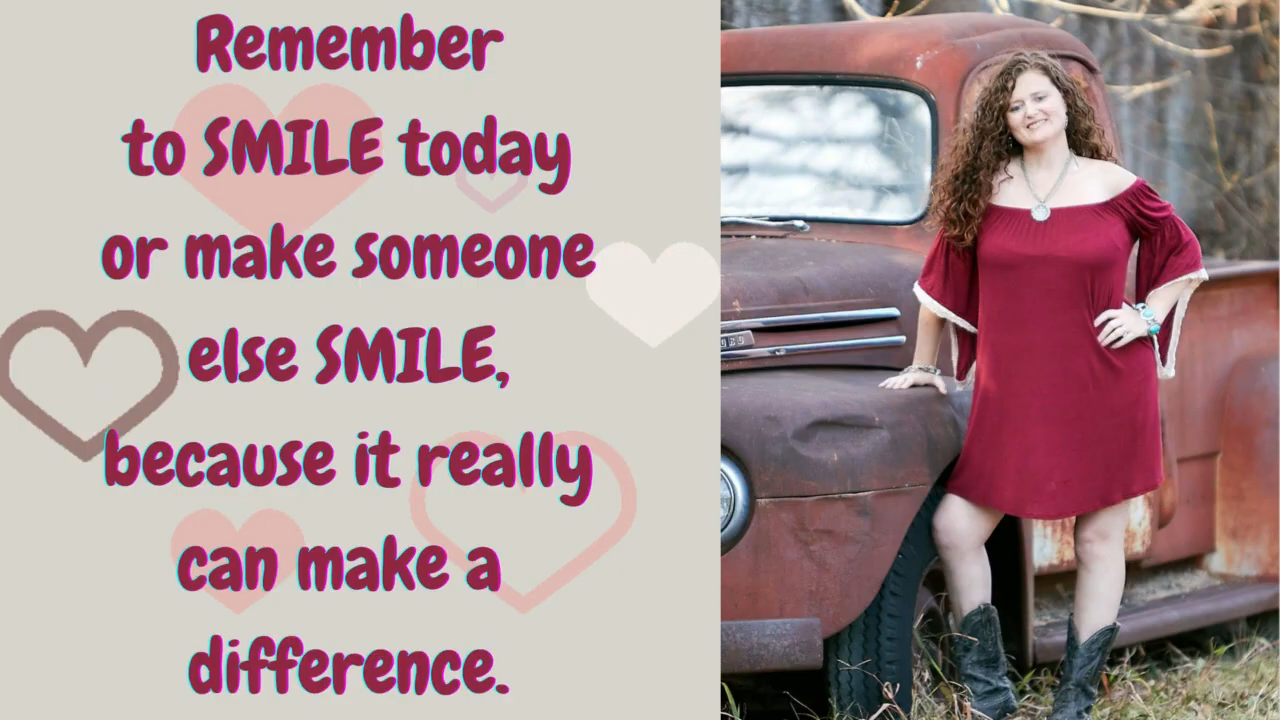 Remember
to SMILE today
or make someone
else SMILE,
because it really
can make a
difference.